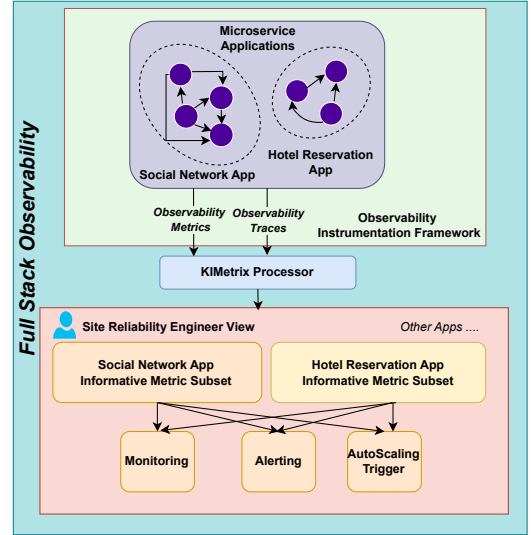 Full Stack Observability
Microservice
Applications
Social Network App
Hotel Reservation
App
Observability
Metrics
Observability
Traces
Observability
Instrumentation Framework
KIMetrix Processor
Site Reliability Engineer View
Other Apps ....
Social Network App
Informative Metric Subset
Hotel Reservation App
Informative Metric Subset
Monitoring
Alerting
AutoScaling
Trigger